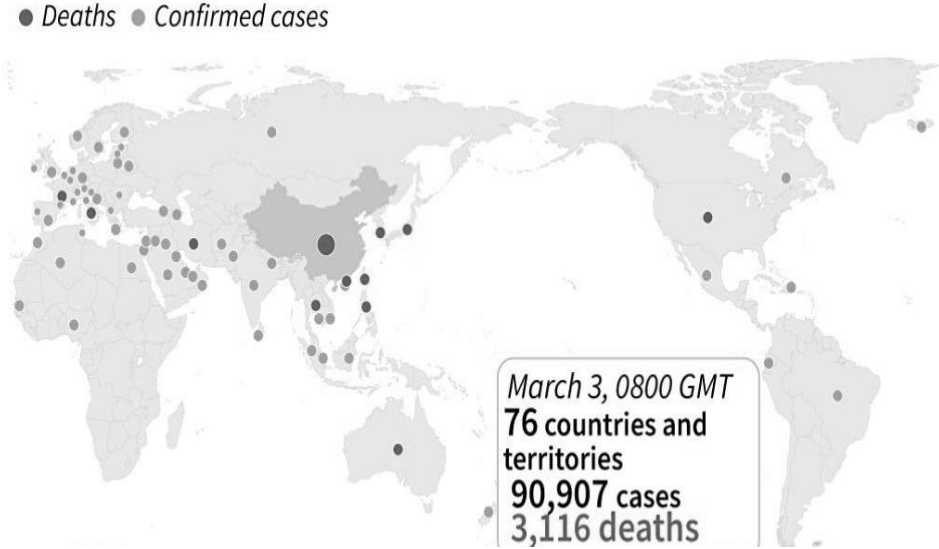 Deaths Confirmed cases
March 3, 0800 GMT
76 countries and
territories
90,907 cases
3,116 deaths